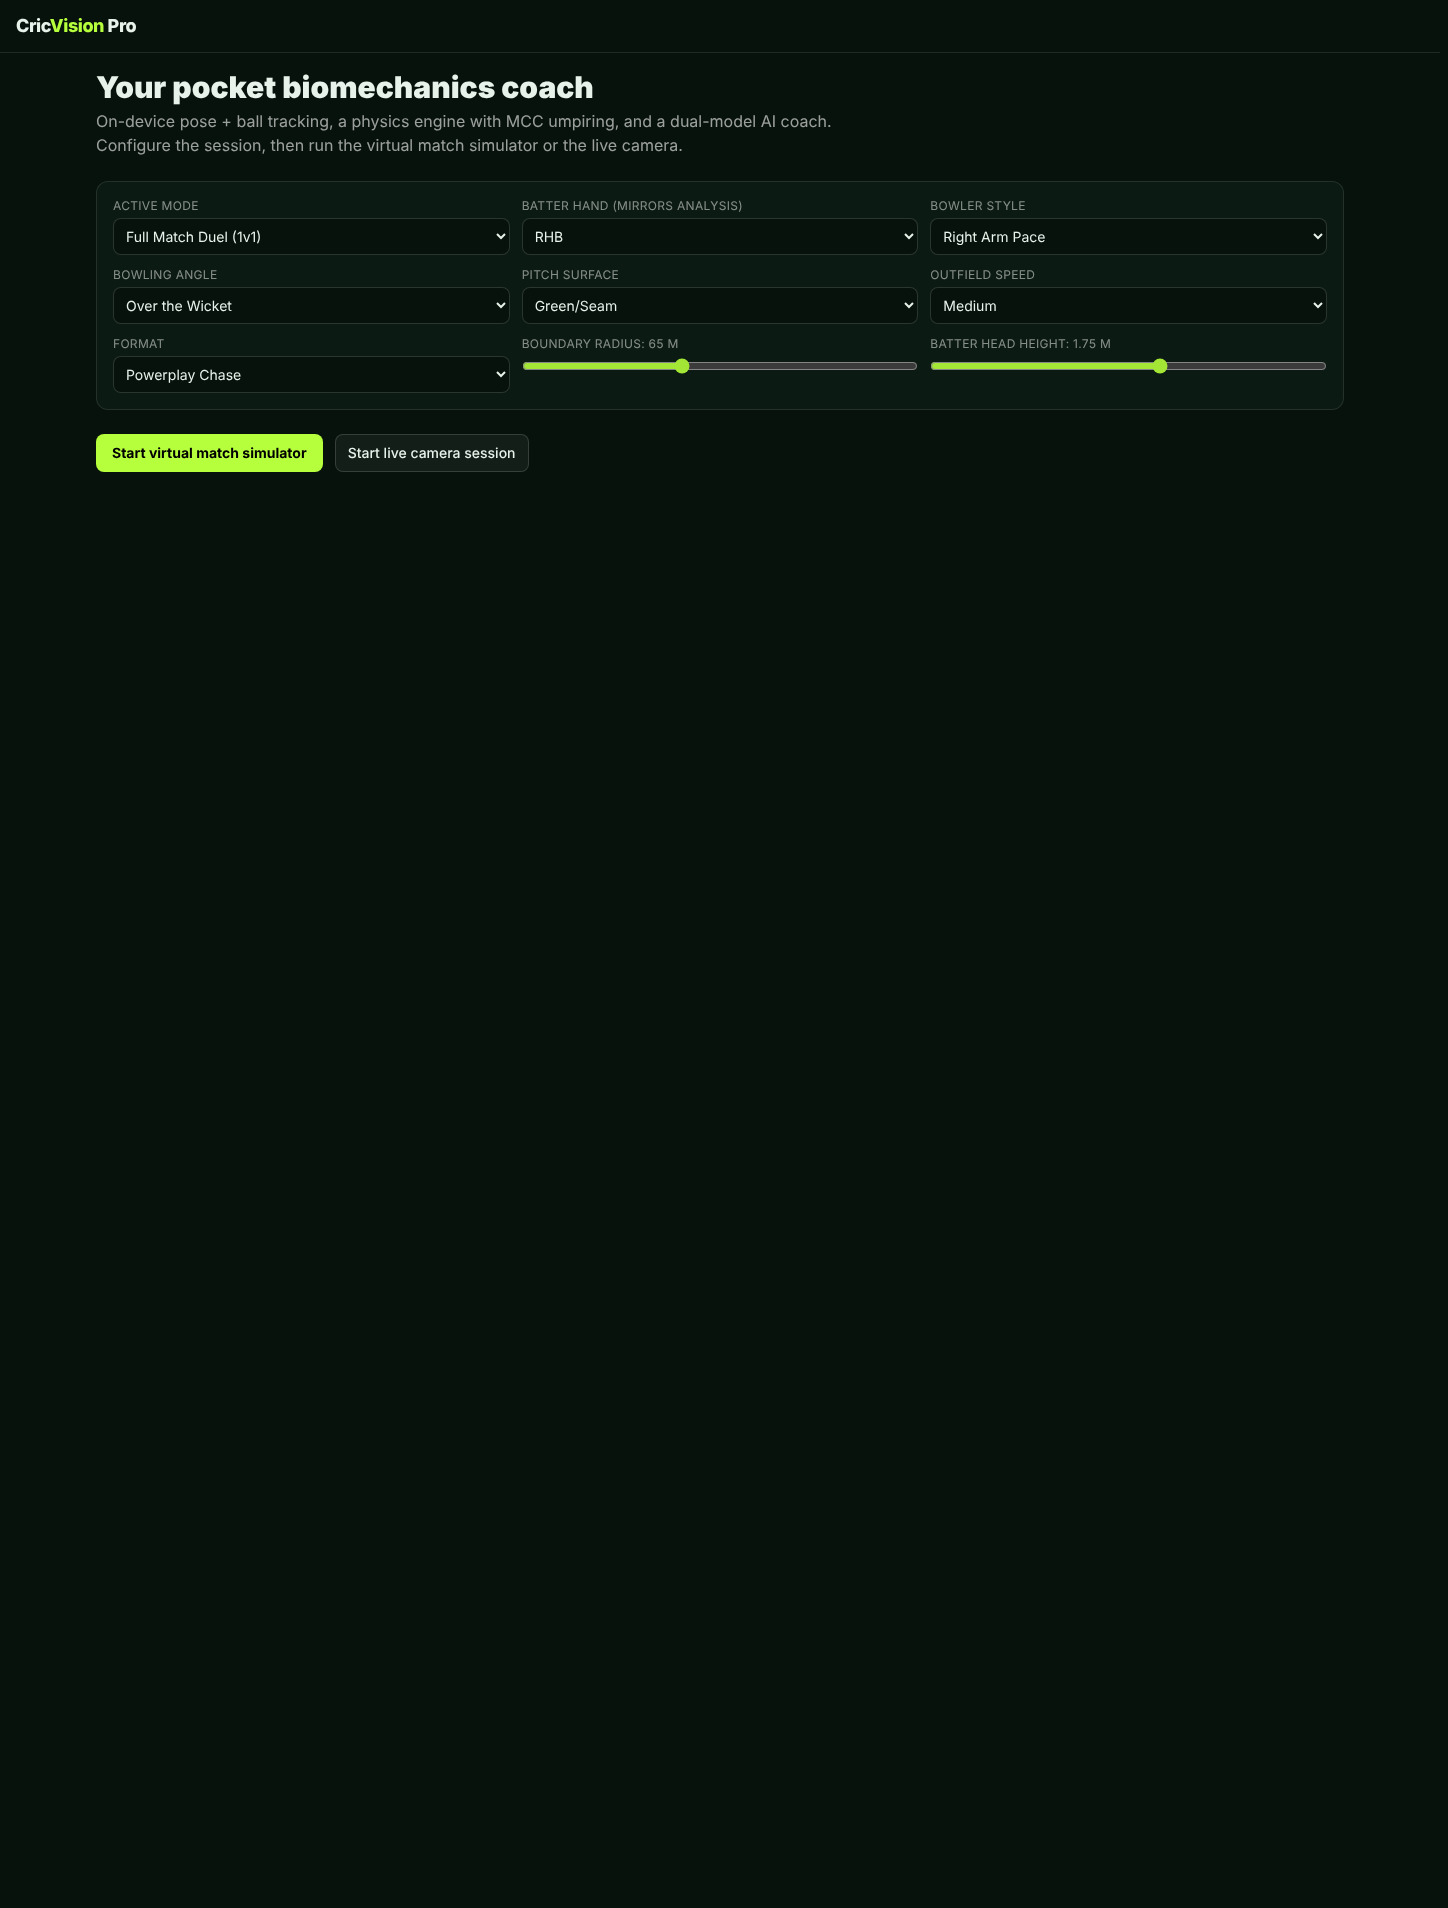 CricVision Pro
Your pocket biomechanics coach
On-device pose + ball tracking, a physics engine with MCC umpiring, and a dual-model AI coach.
Configure the session, then run the virtual match simulator or the live camera.
ACTIVE MODE
Full Match Duel (1v1)
BATTER HAND (MIRRORS ANALYSIS)
RHB
BOWLER STYLE
Right Arm Pace
BOWLING ANGLE
Over the Wicket
PITCH SURFACE
Green/Seam
OUTFIELD SPEED
Medium
FORMAT
Powerplay Chase
BOUNDARY RADIUS: 65 M
BATTER HEAD HEIGHT: 1.75 M
Start virtual match simulator
Start live camera session